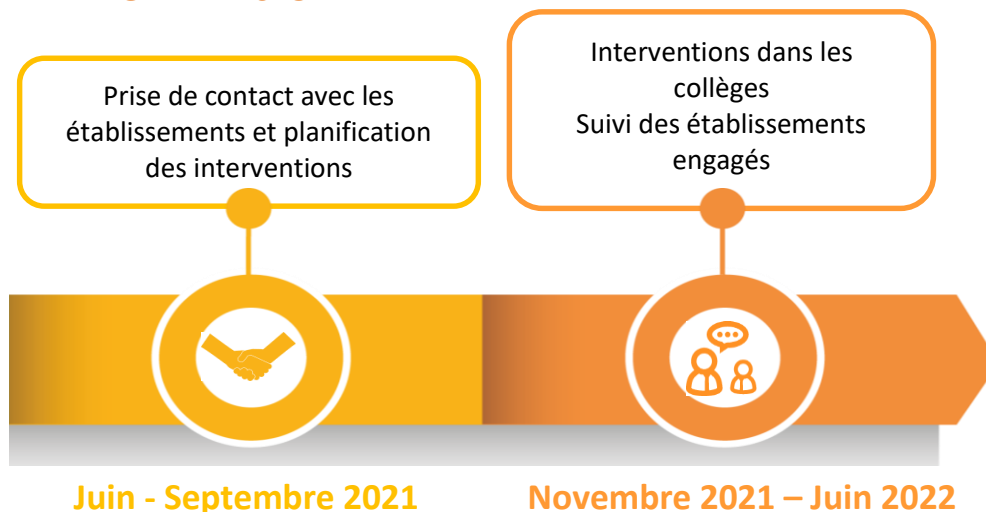 Prise de contact avec les
établissements et planification
des interventions
Interventions dans les
collèges
Suivi des établissements
engagés
Juin - Septembre 2021
Novembre 2021 – Juin 2022